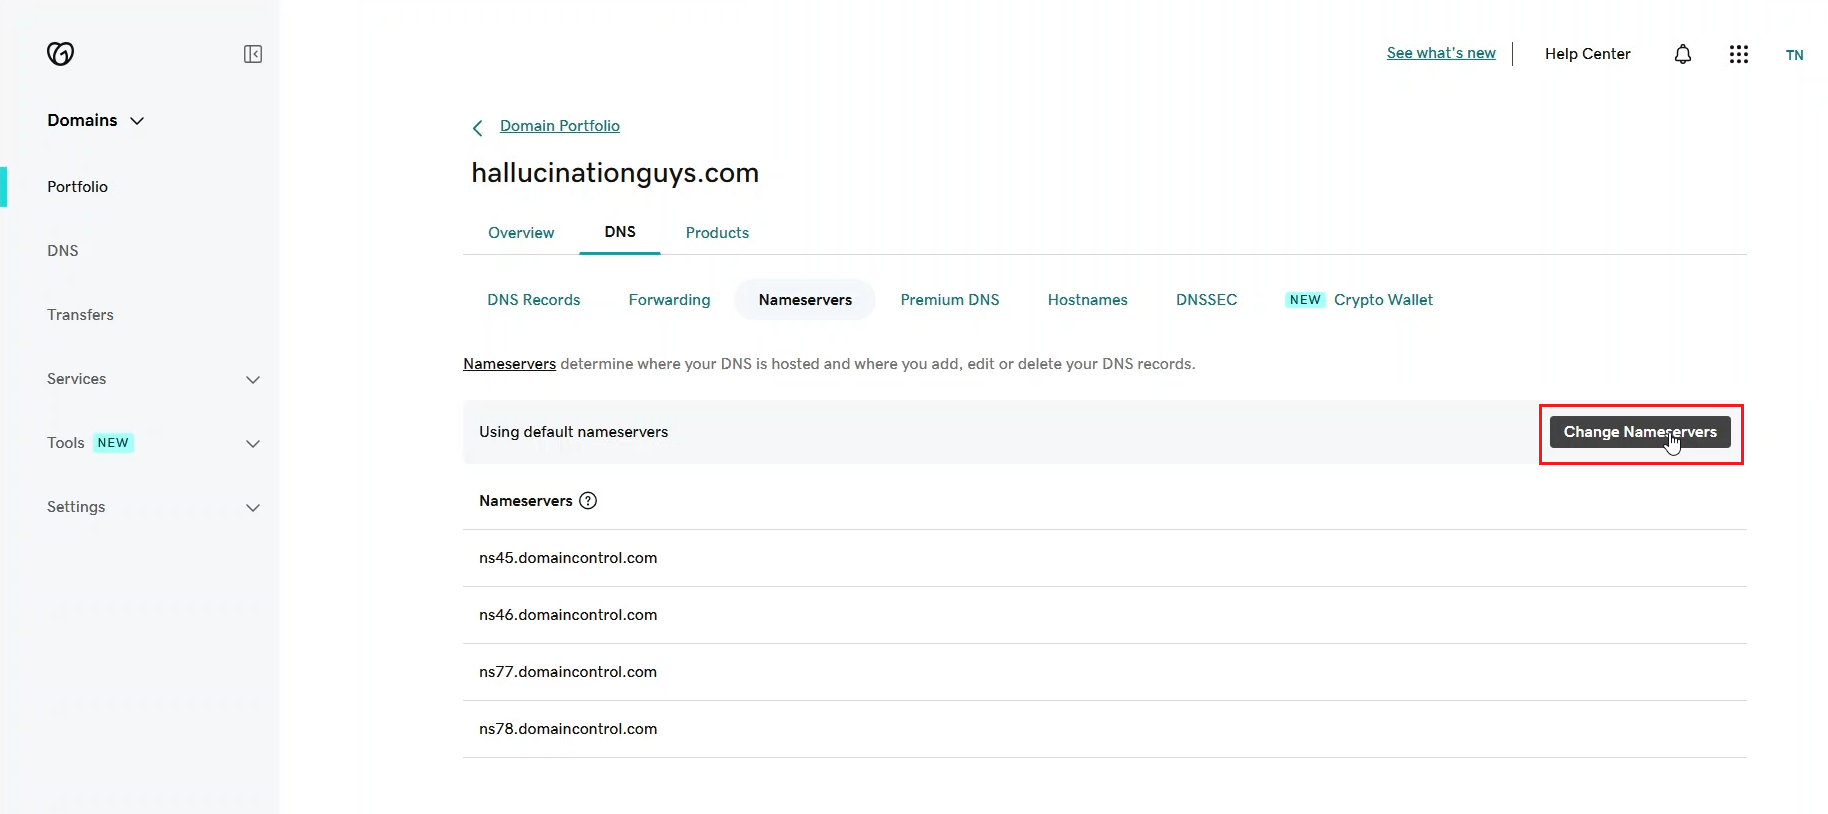 See what's new
Help Center
TN
Domains
Portfolio
DNS
Transfers
Services
Tools NEW
Settings
Domain Portfolio
hallucinationguys.com
Overview DNS Products
DNS Records Forwarding Nameservers Premium DNS Hostnames DNSSEC NEW Crypto Wallet
Nameservers determine where your DNS is hosted and where you add, edit or delete your DNS records.
Using default nameservers
Change Nameservers
Nameservers ?
ns45.domaincontrol.com
ns46.domaincontrol.com
ns77.domaincontrol.com
ns78.domaincontrol.com